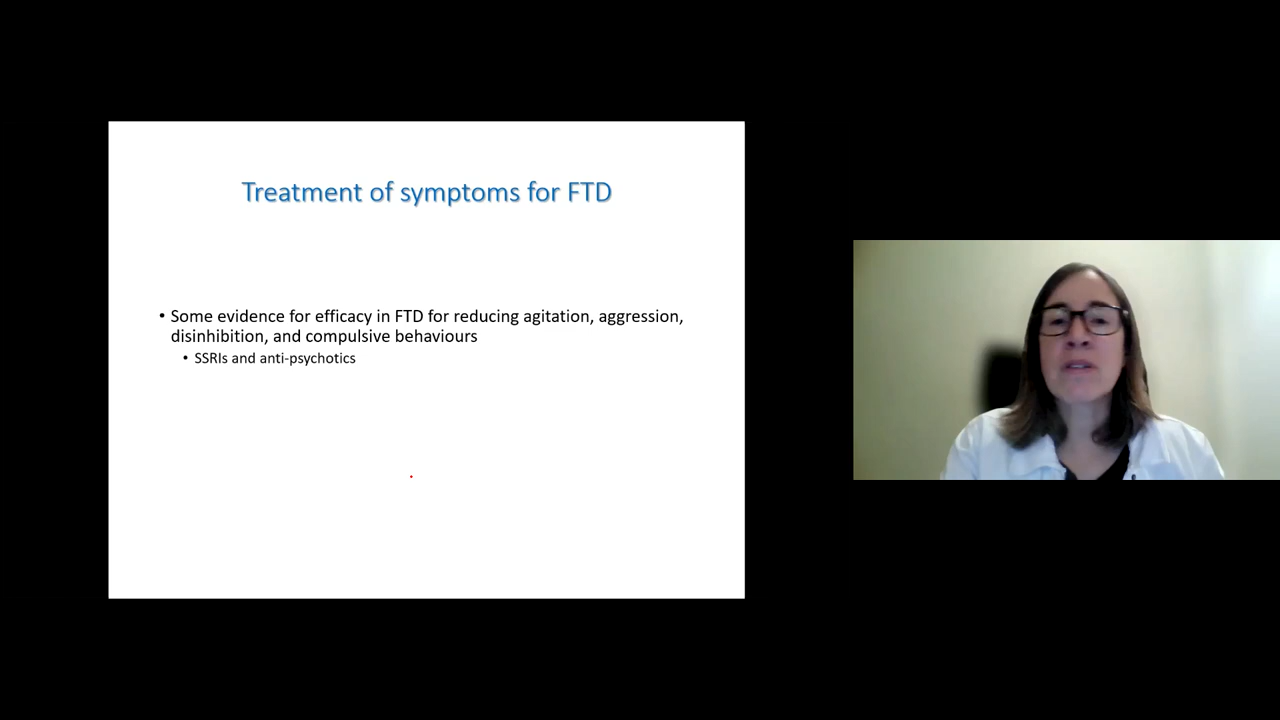 Treatment of symptoms for FTD
• Some evidence for efficacy in FTD for reducing agitation, aggression,
disinhibition, and compulsive behaviours
• SSRIs and anti-psychotics